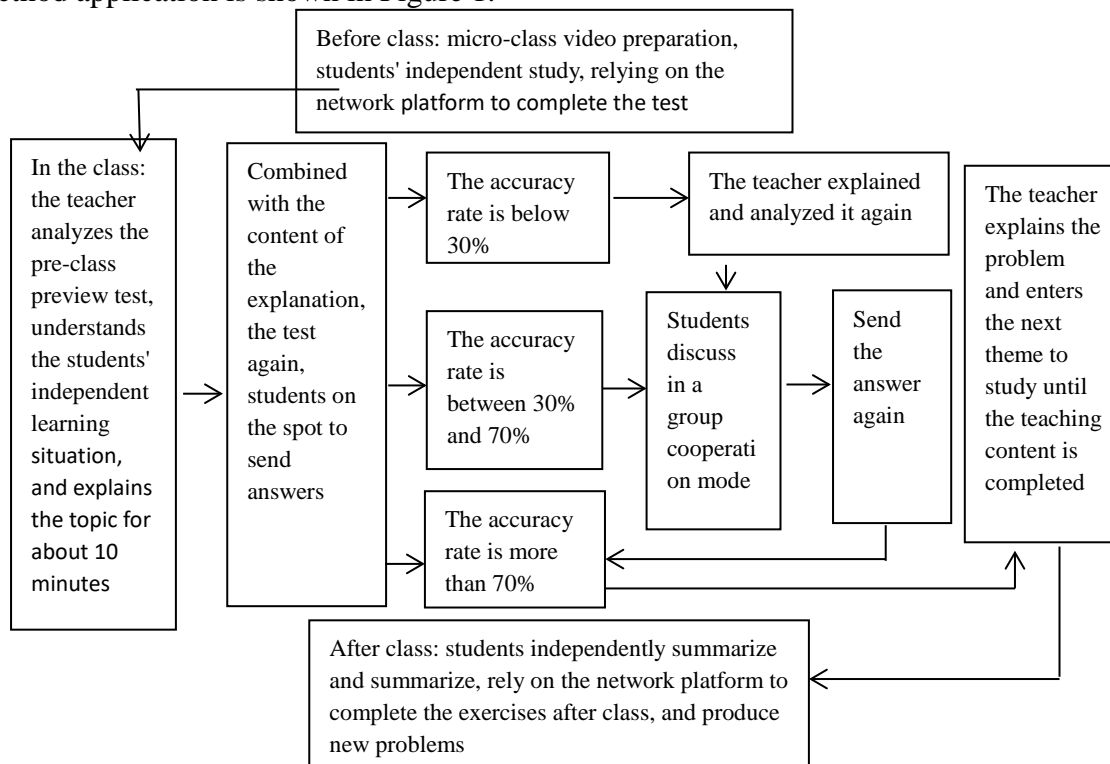 ethod application is shown in Figure 1.
Before class: micro-class video preparation,
students' independent study, relying on the
network platform to complete the test
In the class:
the teacher
analyzes the
pre-class
preview test,
understands
the students'
independent
learning
situation,
and explains
the topic for
about 10
minutes
Combined
with the
content of
the
explanation,
the test
again,
students on
the spot to
send
answers
The accuracy
rate is below
30%
The teacher explained
and analyzed it again
The accuracy
rate is
between 30%
and 70%
Students
discuss
in a
group
cooperati
on mode
Send
the
answer
again
The accuracy
rate is more
than 70%
The teacher
explains the
problem
and enters
the next
theme to
study until
the teaching
content is
completed
After class: students independently summarize
and summarize, rely on the network platform to
complete the exercises after class, and produce
new problems